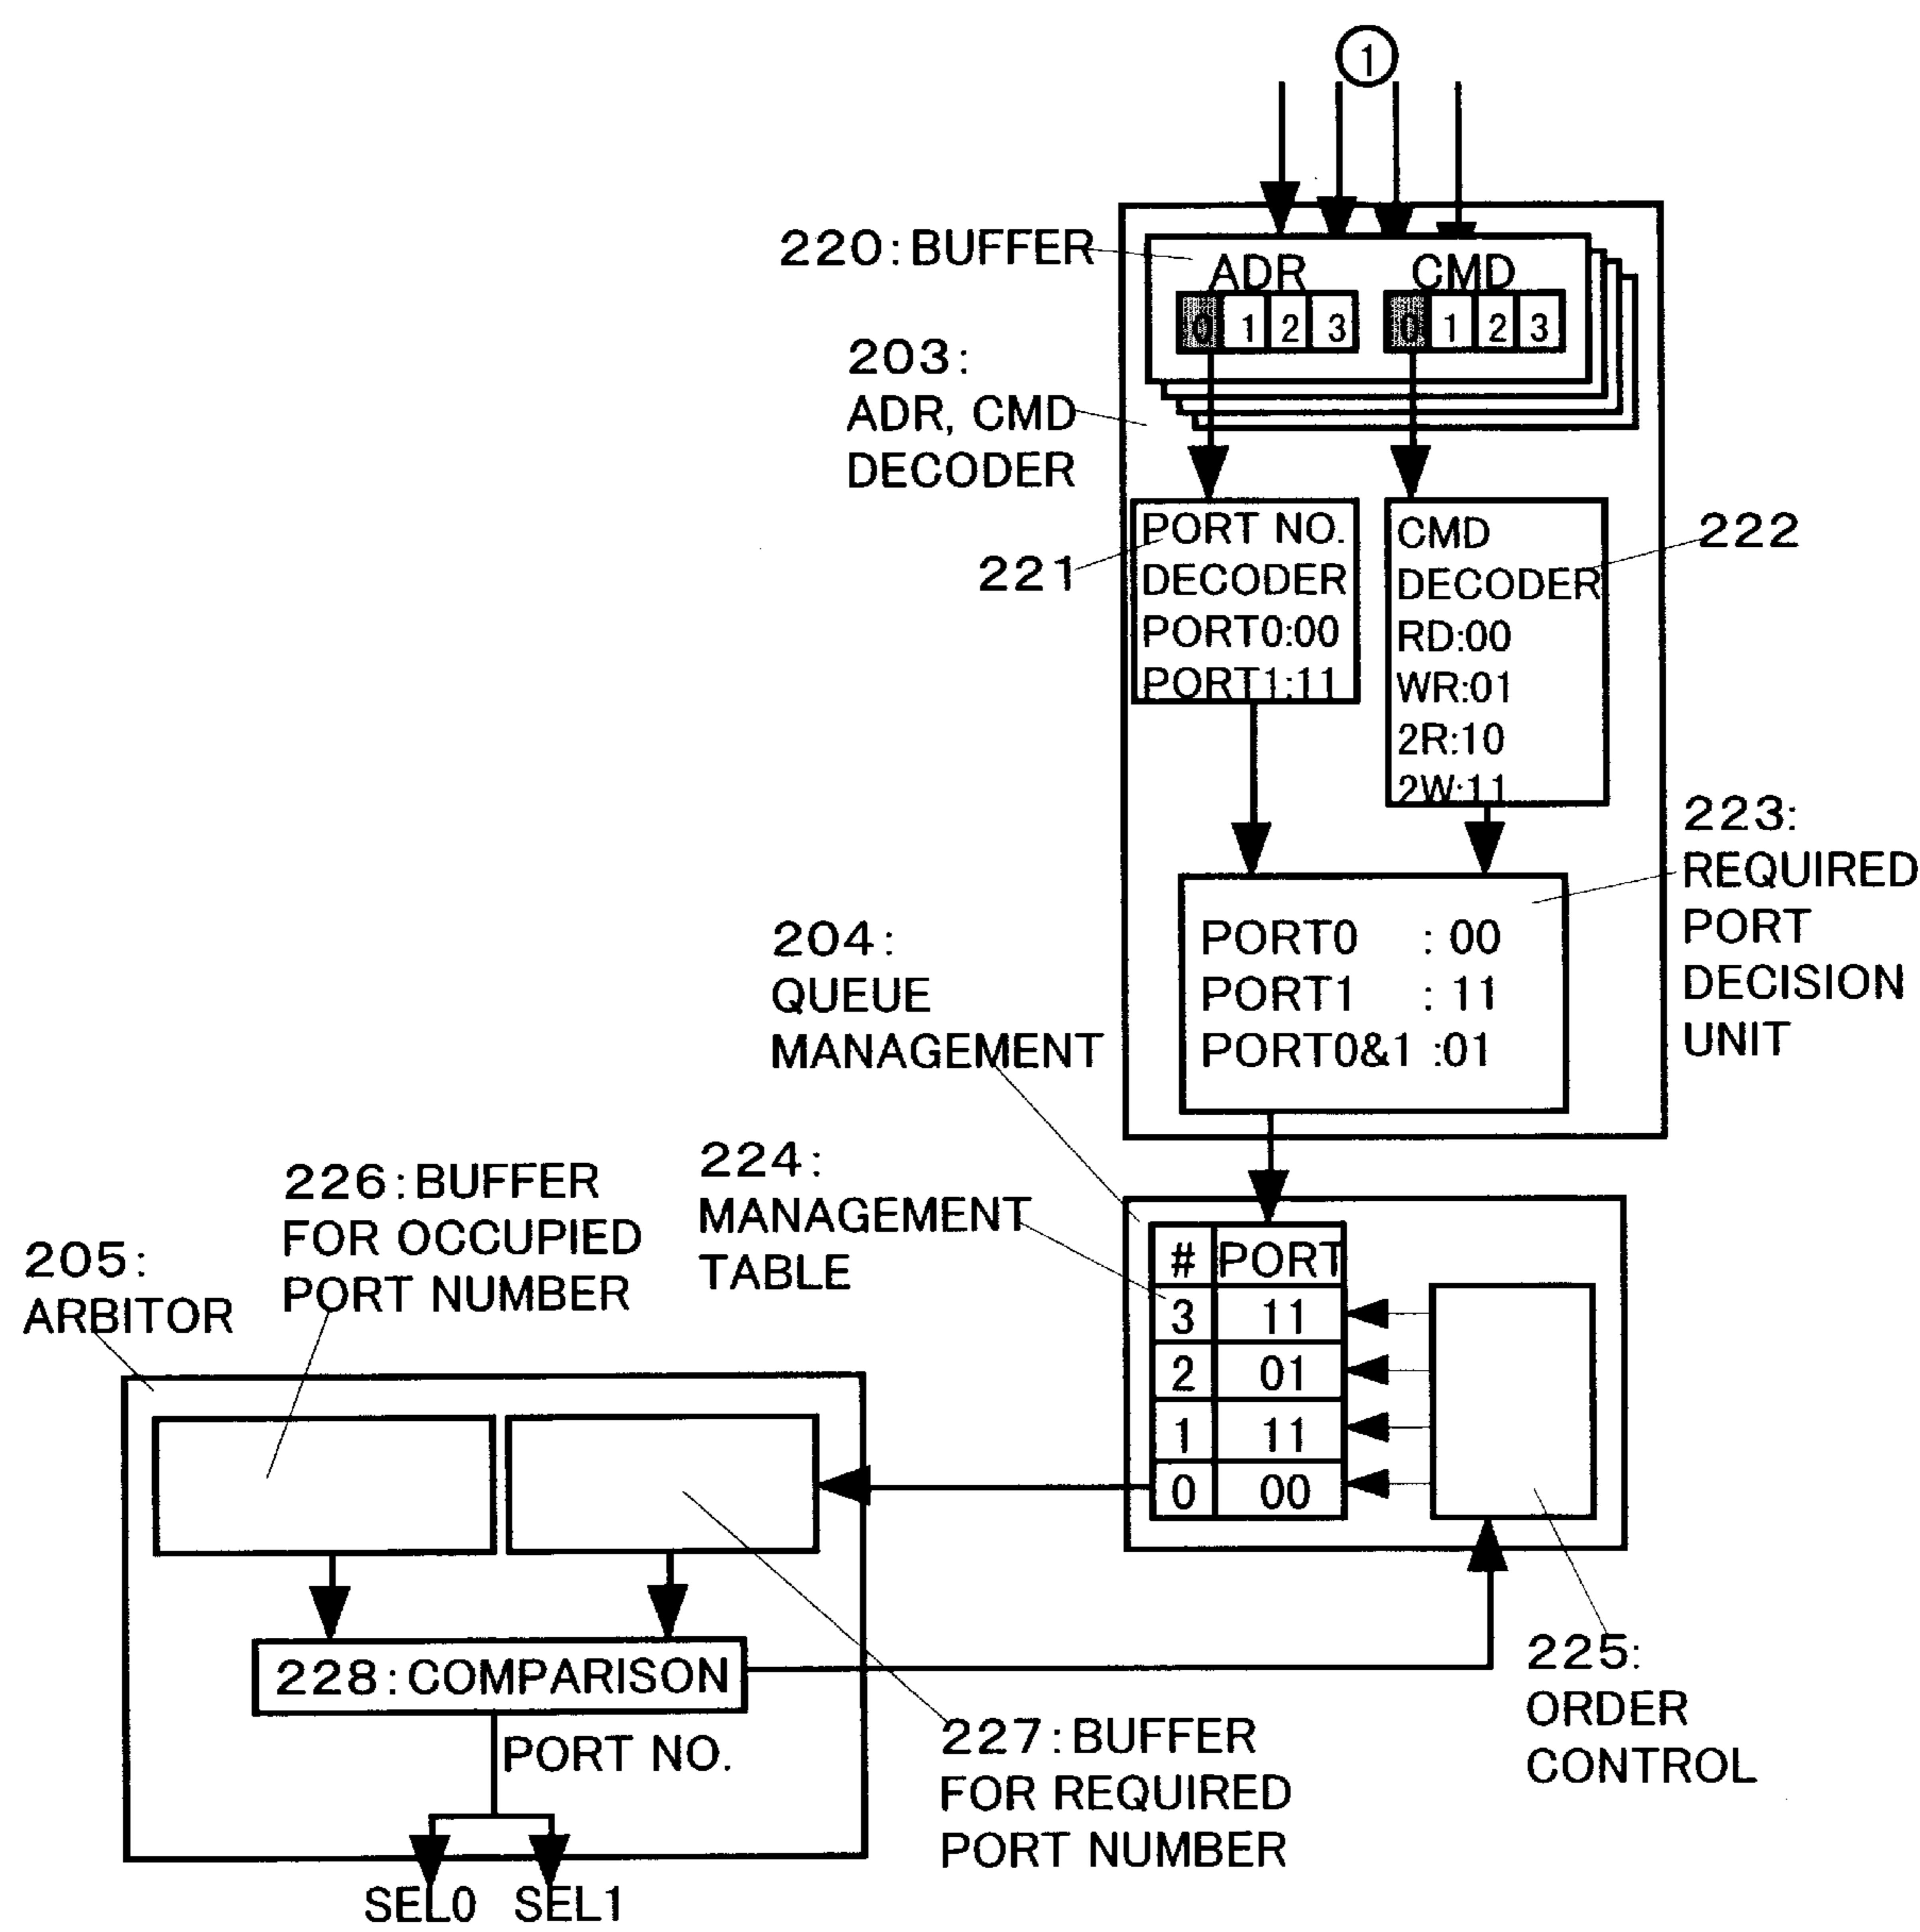 1
220:BUFFER
ADR CMD
0 1 2 3 0 1 2 3
203:
ADR, CMD
DECODER
PORT NO.
DECODER
PORT0:00
PORT1:11
221
CMD
DECODER
RD:00
WR:01
2R:10
2W:11
222
223:
REQUIRED
PORT
DECISION
UNIT
PORT0 : 00
PORT1 : 11
PORT0&1 :01
204:
QUEUE
MANAGEMENT
224:
MANAGEMENT
TABLE
# PORT
3 11
2 01
1 11
0 00
226:BUFFER
FOR OCCUPIED
PORT NUMBER
205:
ARBITOR
228:COMPARISON
PORT NO.
SEL0 SEL1
227:BUFFER
FOR REQUIRED
PORT NUMBER
225:
ORDER
CONTROL